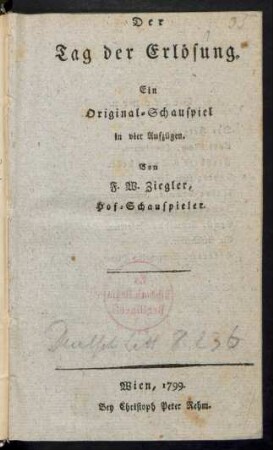 Der
Tag der Erlösung.
Ein
Original-Schauspiel
in vier Aufzügen.
Von
F. W. Ziegler,
Hof-Schauspieler.
Wien, 1799.
Bey Christoph Peter Rehm.